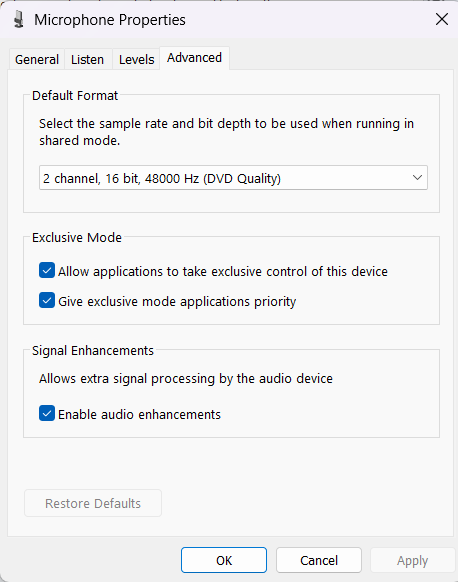 Microphone Properties
General Listen Levels Advanced
Default Format
Select the sample rate and bit depth to be used when running in
shared mode.
2 channel, 16 bit, 48000 Hz (DVD Quality)
Exclusive Mode
Allow applications to take exclusive control of this device
Give exclusive mode applications priority
Signal Enhancements
Allows extra signal processing by the audio device
Enable audio enhancements
Restore Defaults
OK Cancel Apply